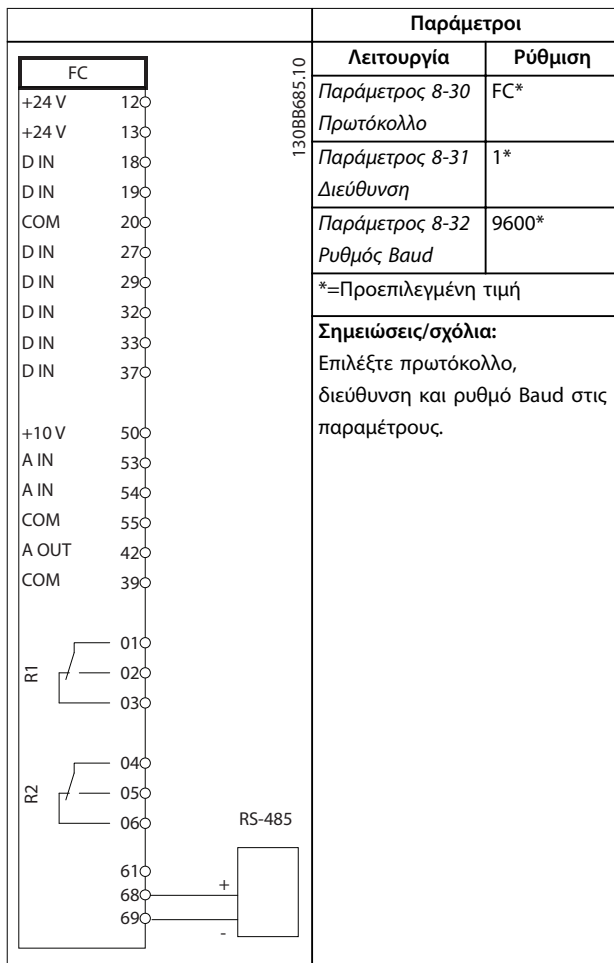 FC
+24 V 12
+24 V 13
D IN 18
D IN 19
COM 20
D IN 27
D IN 29
D IN 32
D IN 33
D IN 37
+10 V 50
A IN 53
A IN 54
COM 55
A OUT 42
COM 39
R1
01
02
03
R2
04
05
06
RS-485
61
68
+
69
-
130BB685.10
Παράμετροι
Λειτουργία Ρύθμιση
Παράμετρος 8-30 FC*
Πρωτόκολλο
Παράμετρος 8-31 1*
Διεύθυνση
Παράμετρος 8-32 9600*
Ρυθμός Baud
*=Προεπιλεγμένη τιμή
Σημειώσεις/σχόλια:
Επιλέξτε πρωτόκολλο,
διεύθυνση και ρυθμό Baud στις
παραμέτρους.